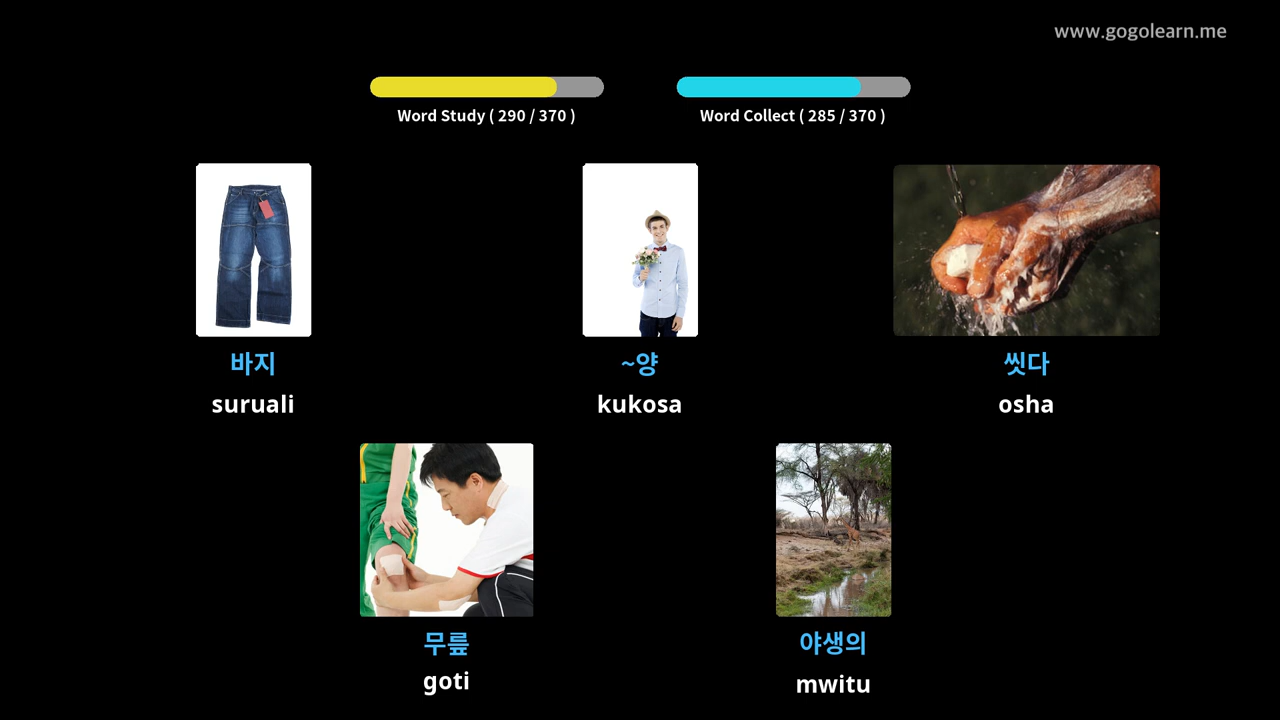 www.gogolearn.me
Word Study ( 290 / 370 )
Word Collect ( 285 / 370 )
바지
suruali
~양
kukosa
씻다
osha
무릎
goti
야생의
mwitu